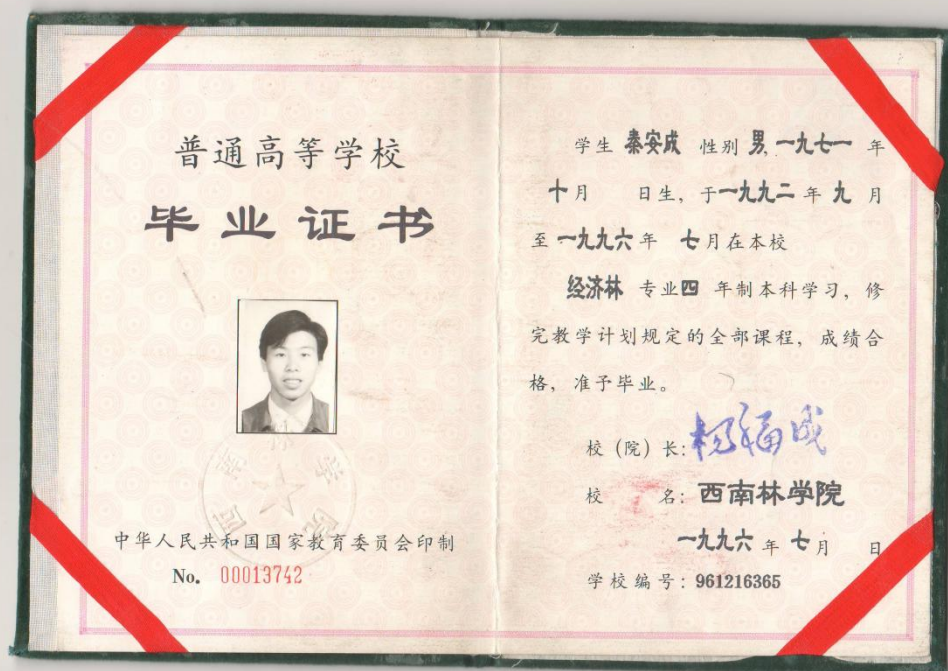 普通高等学校
毕业证书
中华人民共和国国家教育委员会印制
No. 00013742
学生 秦安成 性别 男,一九七一 年
十月 日生,于一九九二年九月
至一九九六年 七月在本校
经济林 专业四 年制本科学习,修
完教学计划规定的全部课程,成绩合
格,准予毕业。
校(院)长:杨福成
校 名:西南林学院
一九九六年七月 日
学校编号:961216365